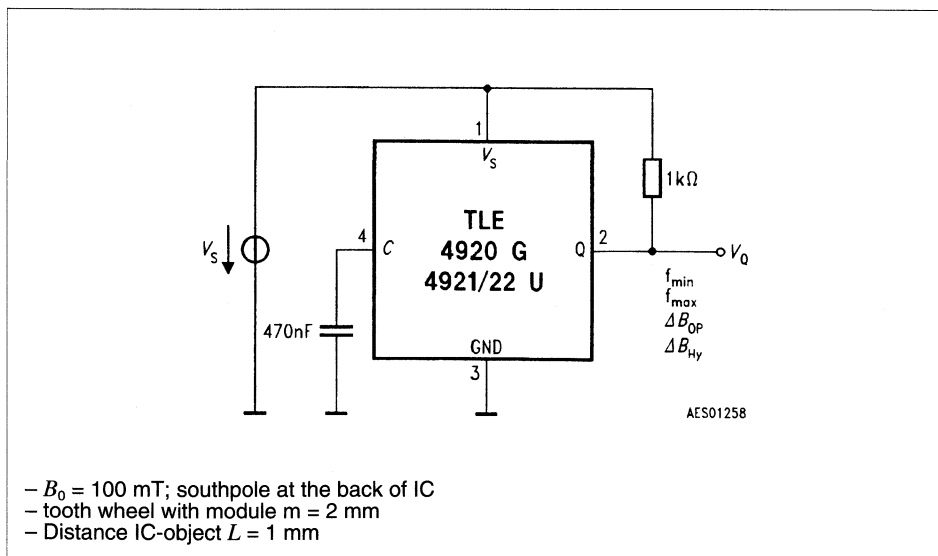 1
V_S
1kΩ
TLE
4920 G
4921/22 U
4
C
Q
2
V_Q
V_S
f_min
f_max
ΔB_OP
ΔB_Hy
470nF
GND
3
AES01258
– B_0 = 100 mT; southpole at the back of IC
– tooth wheel with module m = 2 mm
– Distance IC-object L = 1 mm